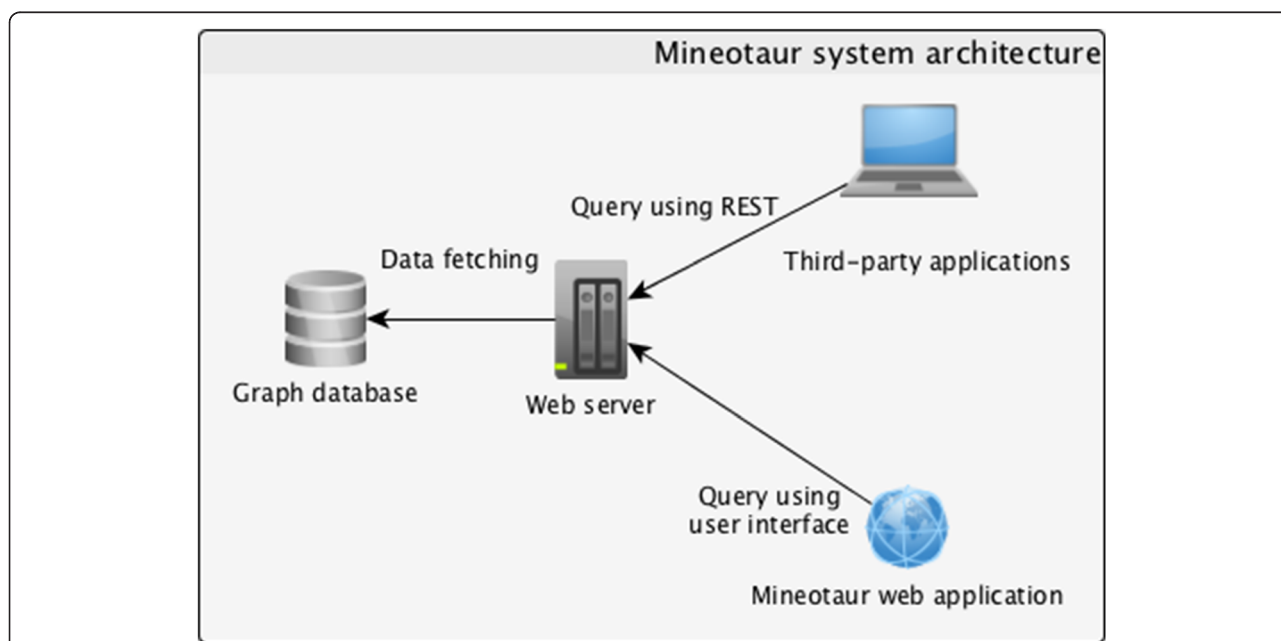 Mineotaur system architecture
Query using REST
Third-party applications
Data fetching
Graph database
Web server
Query using
user interface
Mineotaur web application